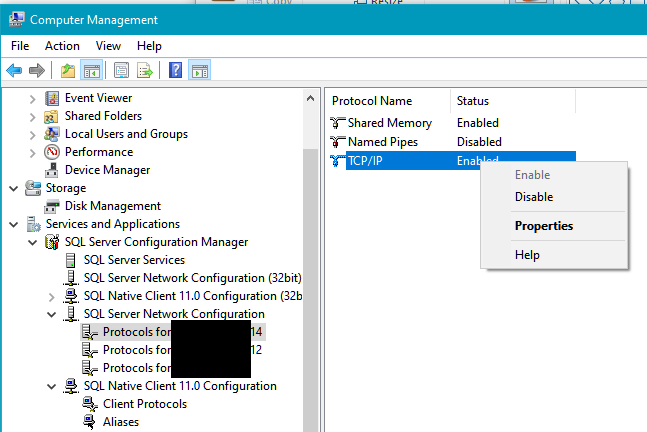 Copy
Resize
Computer Management
File Action View Help
Event Viewer
Shared Folders
Local Users and Groups
Performance
Device Manager
Storage
Disk Management
Services and Applications
SQL Server Configuration Manager
SQL Server Services
SQL Server Network Configuration (32bit)
SQL Native Client 11.0 Configuration (32b
SQL Server Network Configuration
Protocols for 14
Protocols for 12
Protocols for
SQL Native Client 11.0 Configuration
Client Protocols
Aliases
Protocol Name Status
Shared Memory Enabled
Named Pipes Disabled
TCP/IP Enabled
Enable
Disable
Properties
Help